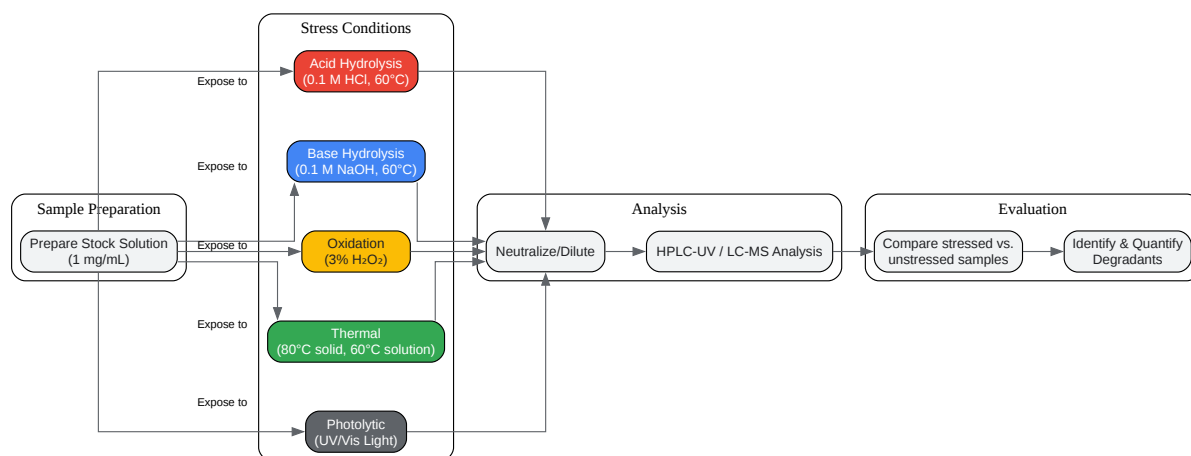 Stress Conditions
Acid Hydrolysis
(0.1 M HCl, 60°C)
Expose to
Base Hydrolysis
(0.1 M NaOH, 60°C)
Expose to
Sample Preparation
Prepare Stock Solution
(1 mg/mL)
Expose to
Oxidation
(3% H₂O₂)
Expose to
Thermal
(80°C solid, 60°C solution)
Expose to
Photolytic
(UV/Vis Light)
Analysis
Neutralize/Dilute
HPLC-UV / LC-MS Analysis
Evaluation
Compare stressed vs.
unstressed samples
Identify & Quantify
Degradants